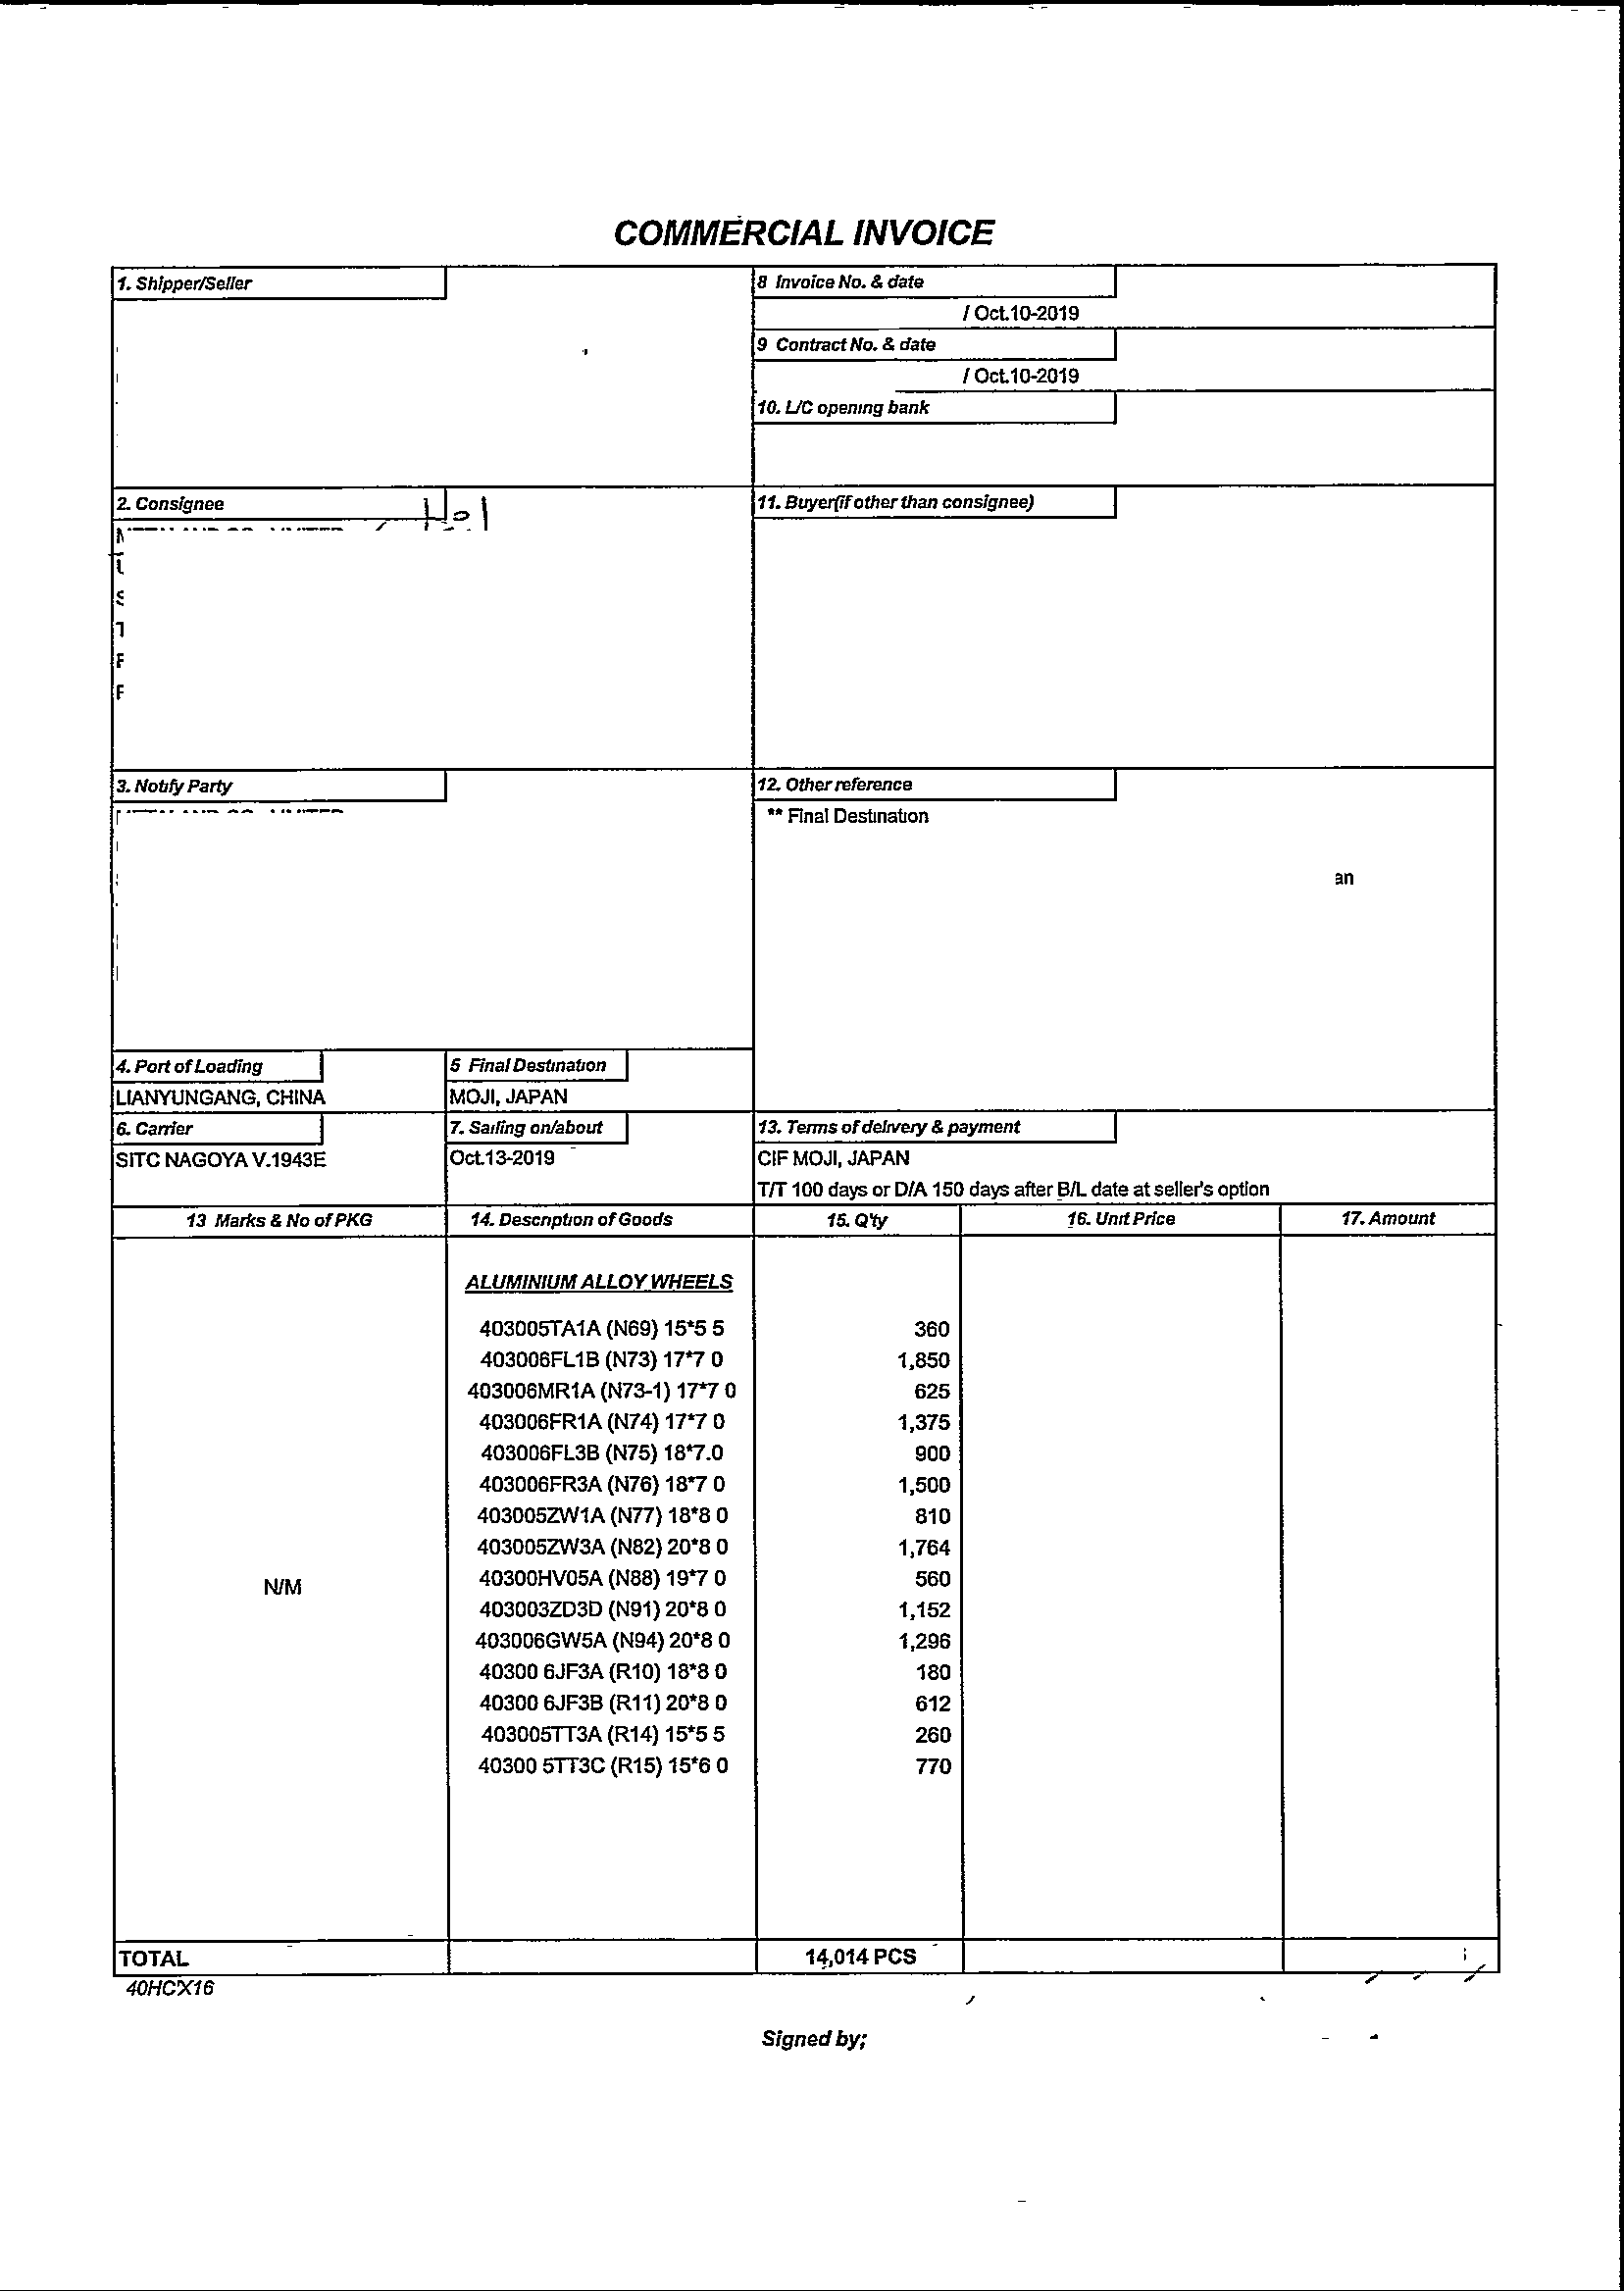 COMMERCIAL INVOICE
1. Shipper/Seller
8 Invoice No. & date
/ Oct.10-2019
9 Contract No. & date
/ Oct.10-2019
10. L/C opening bank
2. Consignee
11. Buyer(if other than consignee)
3. Notify Party
12. Other reference
** Final Destination
an
4. Port of Loading
5 Final Destination
LIANYUNGANG, CHINA
MOJI, JAPAN
6. Carrier
7. Sailing on/about
13. Terms of delivery & payment
SITC NAGOYA V.1943E
Oct.13-2019
CIF MOJI, JAPAN
T/T 100 days or D/A 150 days after B/L date at seller's option
13 Marks & No of PKG
14. Description of Goods
15. Q'ty
16. Unit Price
17. Amount
ALUMINIUM ALLOY WHEELS
403005TA1A (N69) 15*5 5 360
403006FL1B (N73) 17*7 0 1,850
403006MR1A (N73-1) 17*7 0 625
403006FR1A (N74) 17*7 0 1,375
403006FL3B (N75) 18*7.0 900
403006FR3A (N76) 18*7 0 1,500
403005ZW1A (N77) 18*8 0 810
403005ZW3A (N82) 20*8 0 1,764
40300HV05A (N88) 19*7 0 560
N/M
403003ZD3D (N91) 20*8 0 1,152
403006GW5A (N94) 20*8 0 1,296
40300 6JF3A (R10) 18*8 0 180
40300 6JF3B (R11) 20*8 0 612
403005TT3A (R14) 15*5 5 260
40300 5TT3C (R15) 15*6 0 770
TOTAL 14,014 PCS
40HC'X16
Signed by;